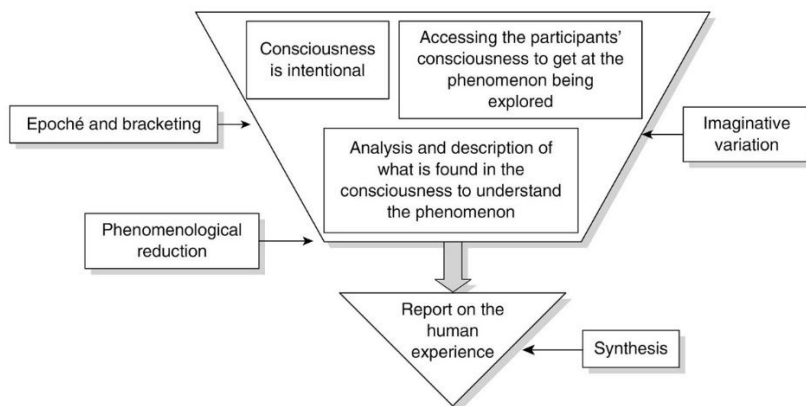 Consciousness
is intentional
Accessing the participants’
consciousness to get at the
phenomenon being
explored
Epoché and bracketing
Imaginative
variation
Analysis and description of
what is found in the
consciousness to understand
the phenomenon
Phenomenological
reduction
Report on the
human
experience
Synthesis